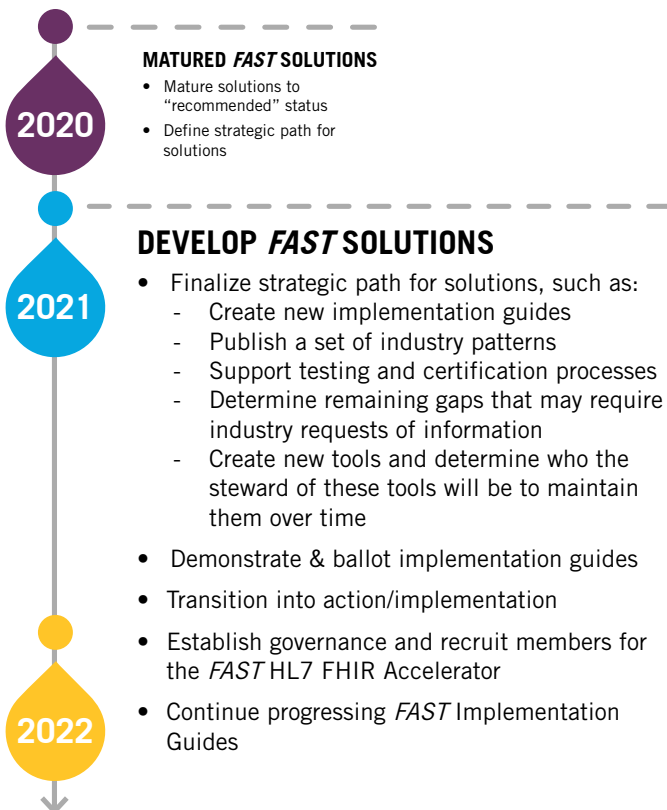 MATURED FAST SOLUTIONS
• Mature solutions to
“recommended” status
• Define strategic path for
solutions
2020
DEVELOP FAST SOLUTIONS
• Finalize strategic path for solutions, such as:
- Create new implementation guides
- Publish a set of industry patterns
- Support testing and certification processes
- Determine remaining gaps that may require
industry requests of information
- Create new tools and determine who the
steward of these tools will be to maintain
them over time
• Demonstrate & ballot implementation guides
• Transition into action/implementation
• Establish governance and recruit members for
the FAST HL7 FHIR Accelerator
• Continue progressing FAST Implementation
Guides
2021
2022